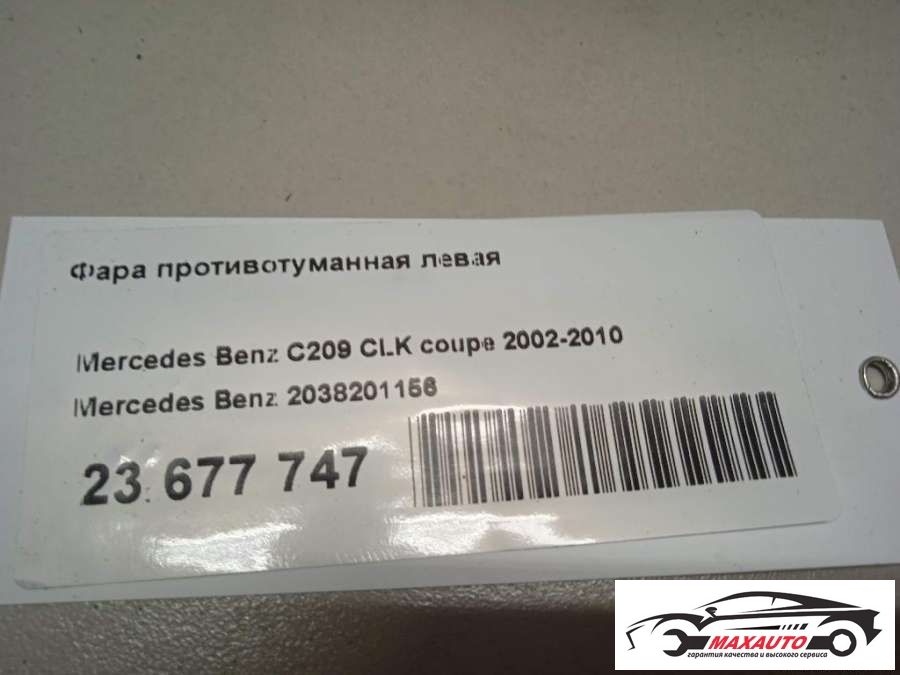 Фара противотуманная левая
Mercedes Benz C209 CLK coupe 2002-2010
Mercedes Benz 2038201156
23 677 747
MAXAUTO
гарантия качества и высокого сервиса